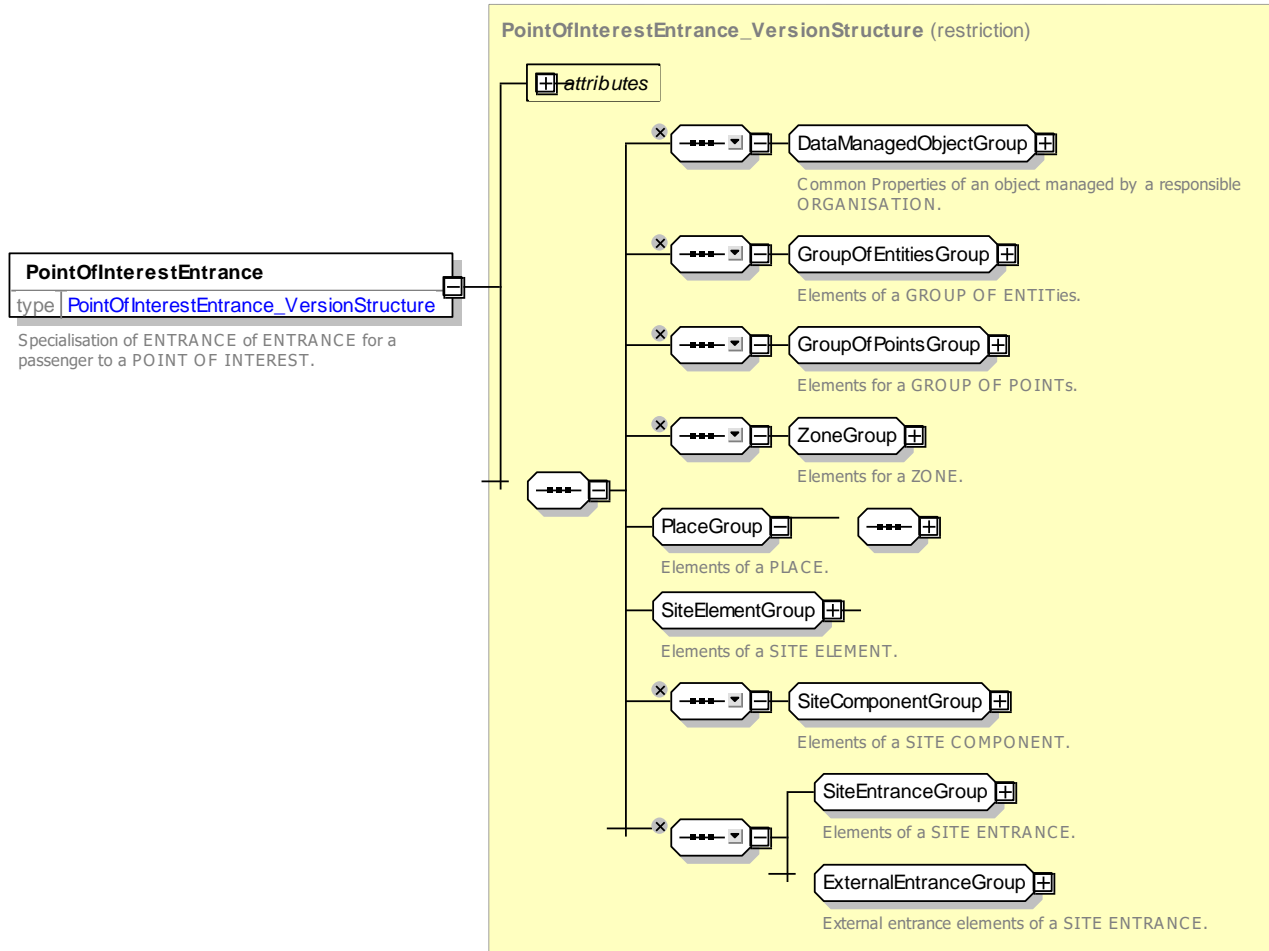 PointOfInterestEntrance_VersionStructure (restriction)
attributes
DataManagedObjectGroup
Common Properties of an object managed by a responsible
ORGANISATION.
GroupOfEntitiesGroup
Elements of a GROUP OF ENTITies.
PointOfInterestEntrance
type PointOfInterestEntrance_VersionStructure
Specialisation of ENTRANCE of ENTRANCE for a
passenger to a POINT OF INTEREST.
GroupOfPointsGroup
Elements for a GROUP OF POINTs.
ZoneGroup
Elements for a ZONE.
PlaceGroup
Elements of a PLACE.
SiteElementGroup
Elements of a SITE ELEMENT.
SiteComponentGroup
Elements of a SITE COMPONENT.
SiteEntranceGroup
Elements of a SITE ENTRANCE.
ExternalEntranceGroup
External entrance elements of a SITE ENTRANCE.